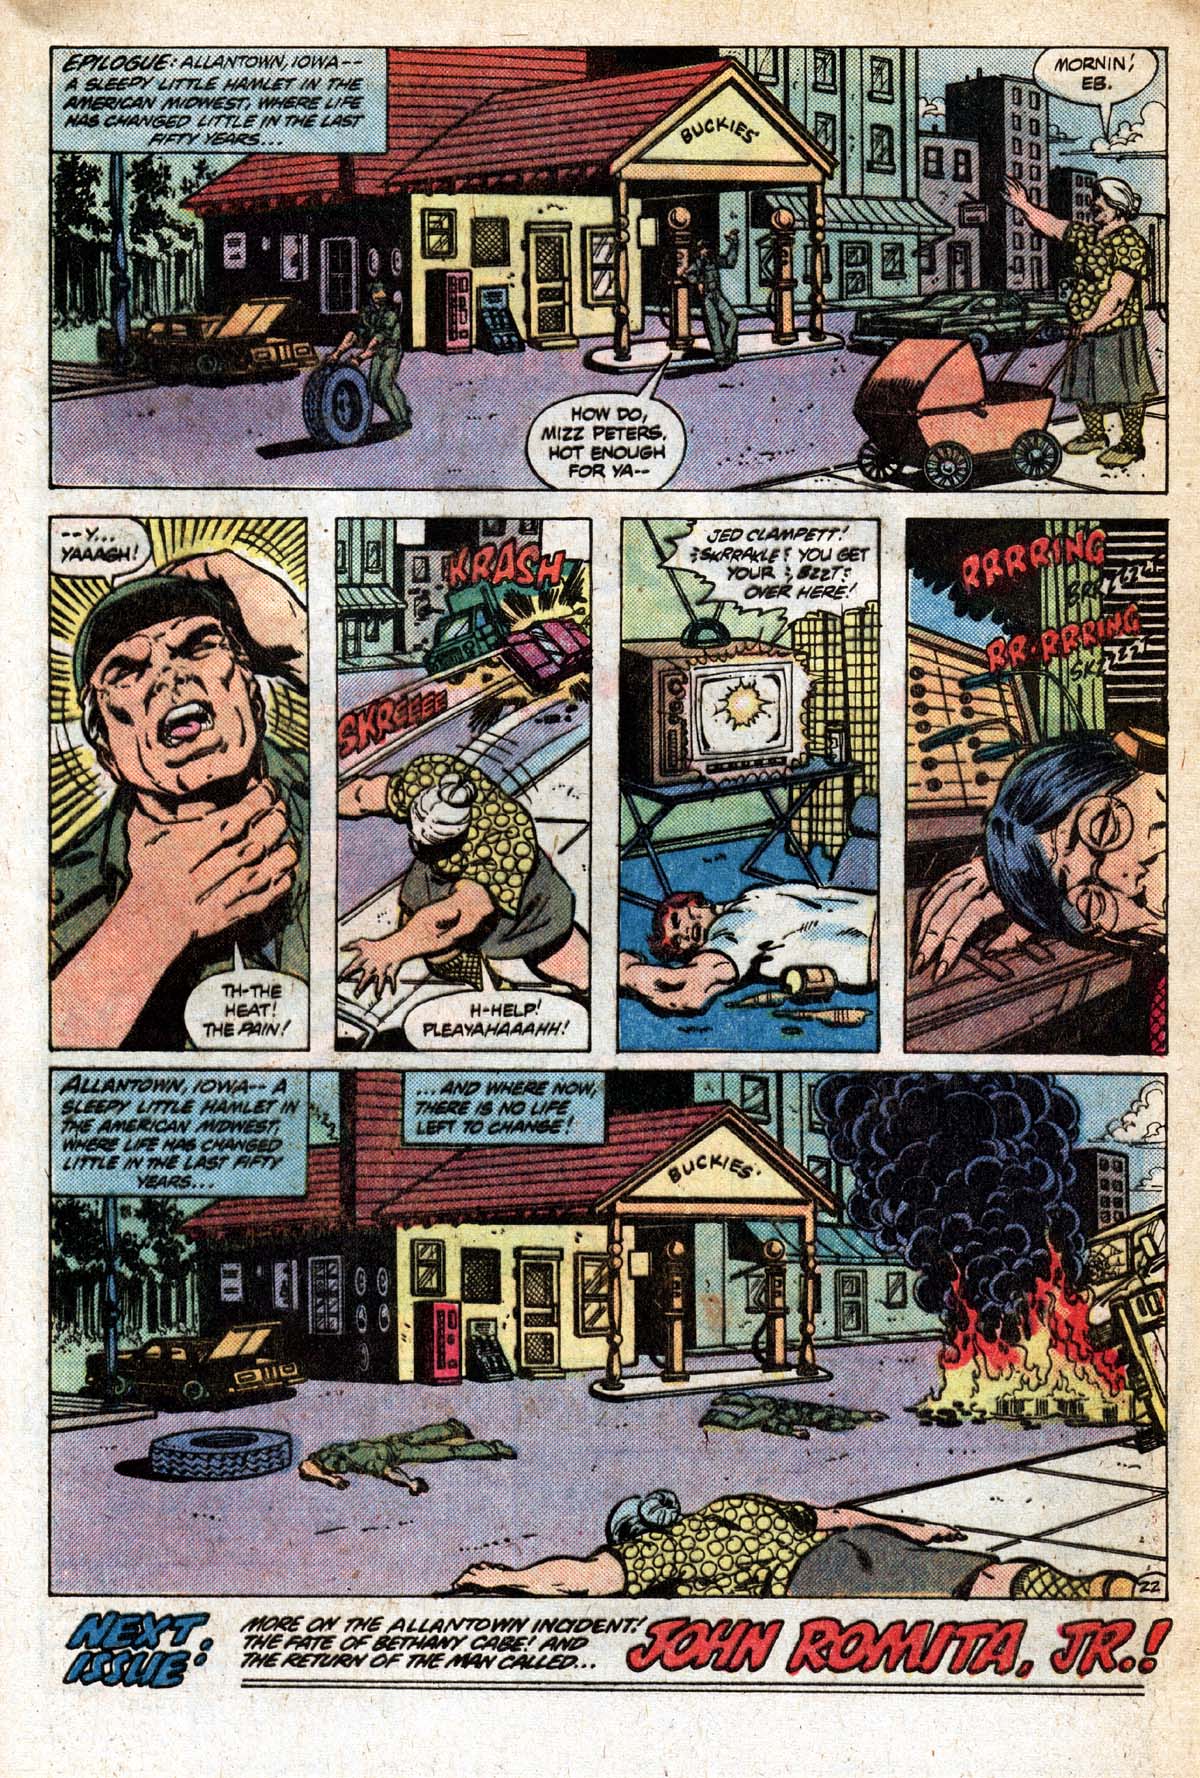 EPILOGUE: ALLANTOWN, IOWA--
A SLEEPY LITTLE HAMLET IN THE
AMERICAN MIDWEST, WHERE LIFE
HAS CHANGED LITTLE IN THE LAST
FIFTY YEARS...
MORNIN',
EB.
BUCKIES'
HOW DO,
MIZZ PETERS,
HOT ENOUGH
FOR YA--
--Y...
YAAAGH!
TH-THE
HEAT!
THE PAIN!
KRASH
SKREEEE
H-HELP!
PLEAYAHAAAHH!
JED CLAMPETT!
SKRRAKLE! YOU GET
YOUR BZZT
OVER HERE!
RRRRING
RR-RRRING
ALLANTOWN, IOWA-- A
SLEEPY LITTLE HAMLET IN
THE AMERICAN MIDWEST,
WHERE LIFE HAS CHANGED
LITTLE IN THE LAST FIFTY
YEARS...
...AND WHERE NOW,
THERE IS NO LIFE
LEFT TO CHANGE!
BUCKIES'
22
NEXT
ISSUE:
MORE ON THE ALLANTOWN INCIDENT!
THE FATE OF BETHANY CABE! AND
THE RETURN OF THE MAN CALLED...
JOHN ROMITA, JR.!